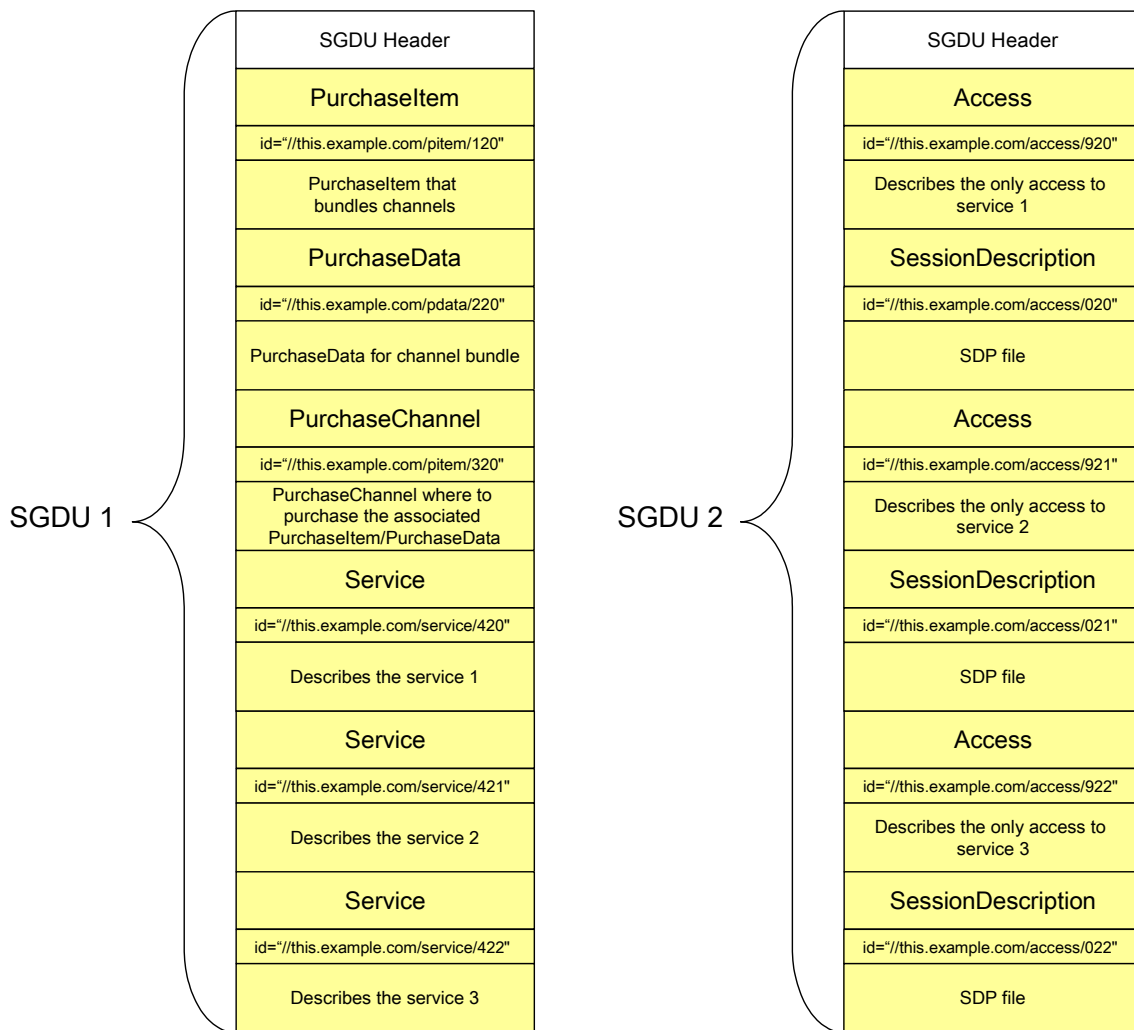 SGDU 1
SGDU Header
PurchaseItem
id=“//this.example.com/pitem/120"
PurchaseItem that
bundles channels
PurchaseData
id=“//this.example.com/pdata/220"
PurchaseData for channel bundle
PurchaseChannel
id=“//this.example.com/pitem/320"
PurchaseChannel where to
purchase the associated
PurchaseItem/PurchaseData
Service
id=“//this.example.com/service/420"
Describes the service 1
Service
id=“//this.example.com/service/421"
Describes the service 2
Service
id=“//this.example.com/service/422"
Describes the service 3
SGDU 2
SGDU Header
Access
id=“//this.example.com/access/920"
Describes the only access to
service 1
SessionDescription
id=“//this.example.com/access/020"
SDP file
Access
id=“//this.example.com/access/921"
Describes the only access to
service 2
SessionDescription
id=“//this.example.com/access/021"
SDP file
Access
id=“//this.example.com/access/922"
Describes the only access to
service 3
SessionDescription
id=“//this.example.com/access/022"
SDP file